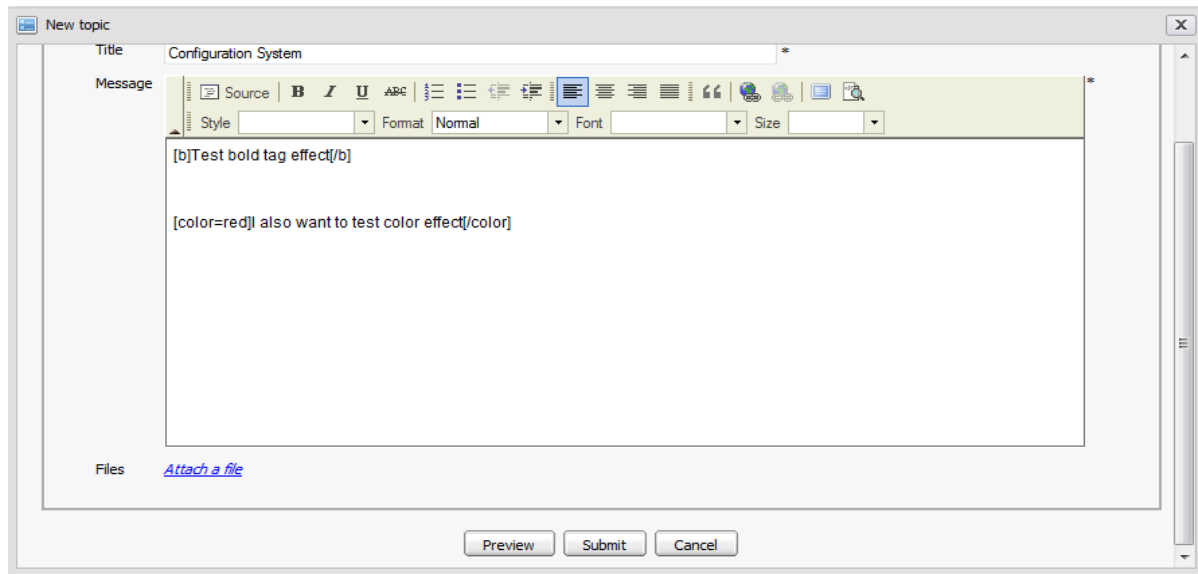 New topic
Title Configuration System *
Message *
Source B I U ABC
Style Format Normal Font Size
[b]Test bold tag effect[/b]
[color=red]I also want to test color effect[/color]
Files Attach a file
Preview Submit Cancel